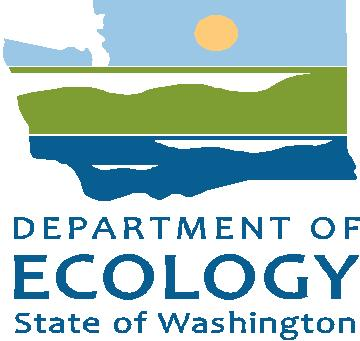 DEPARTMENT OF
ECOLOGY
State of Washington